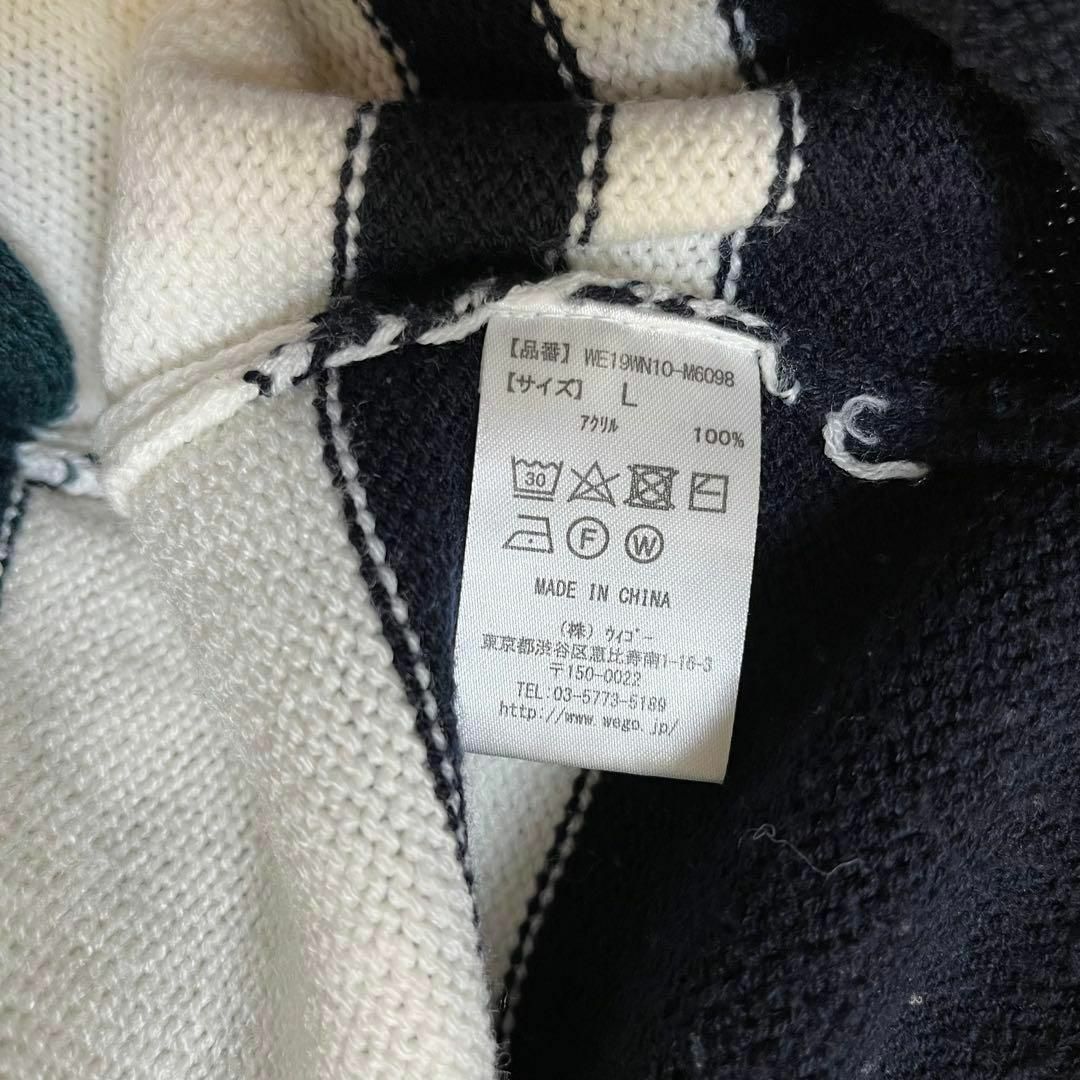 【品番】 WE19WN10-M6098
【サイズ】 L
アクリル 100%
30
F W
MADE IN CHINA
(株) ウィゴー
東京都渋谷区恵比寿南1-16-3
〒150-0022
TEL:03-5773-5189
http://www.wego.jp/